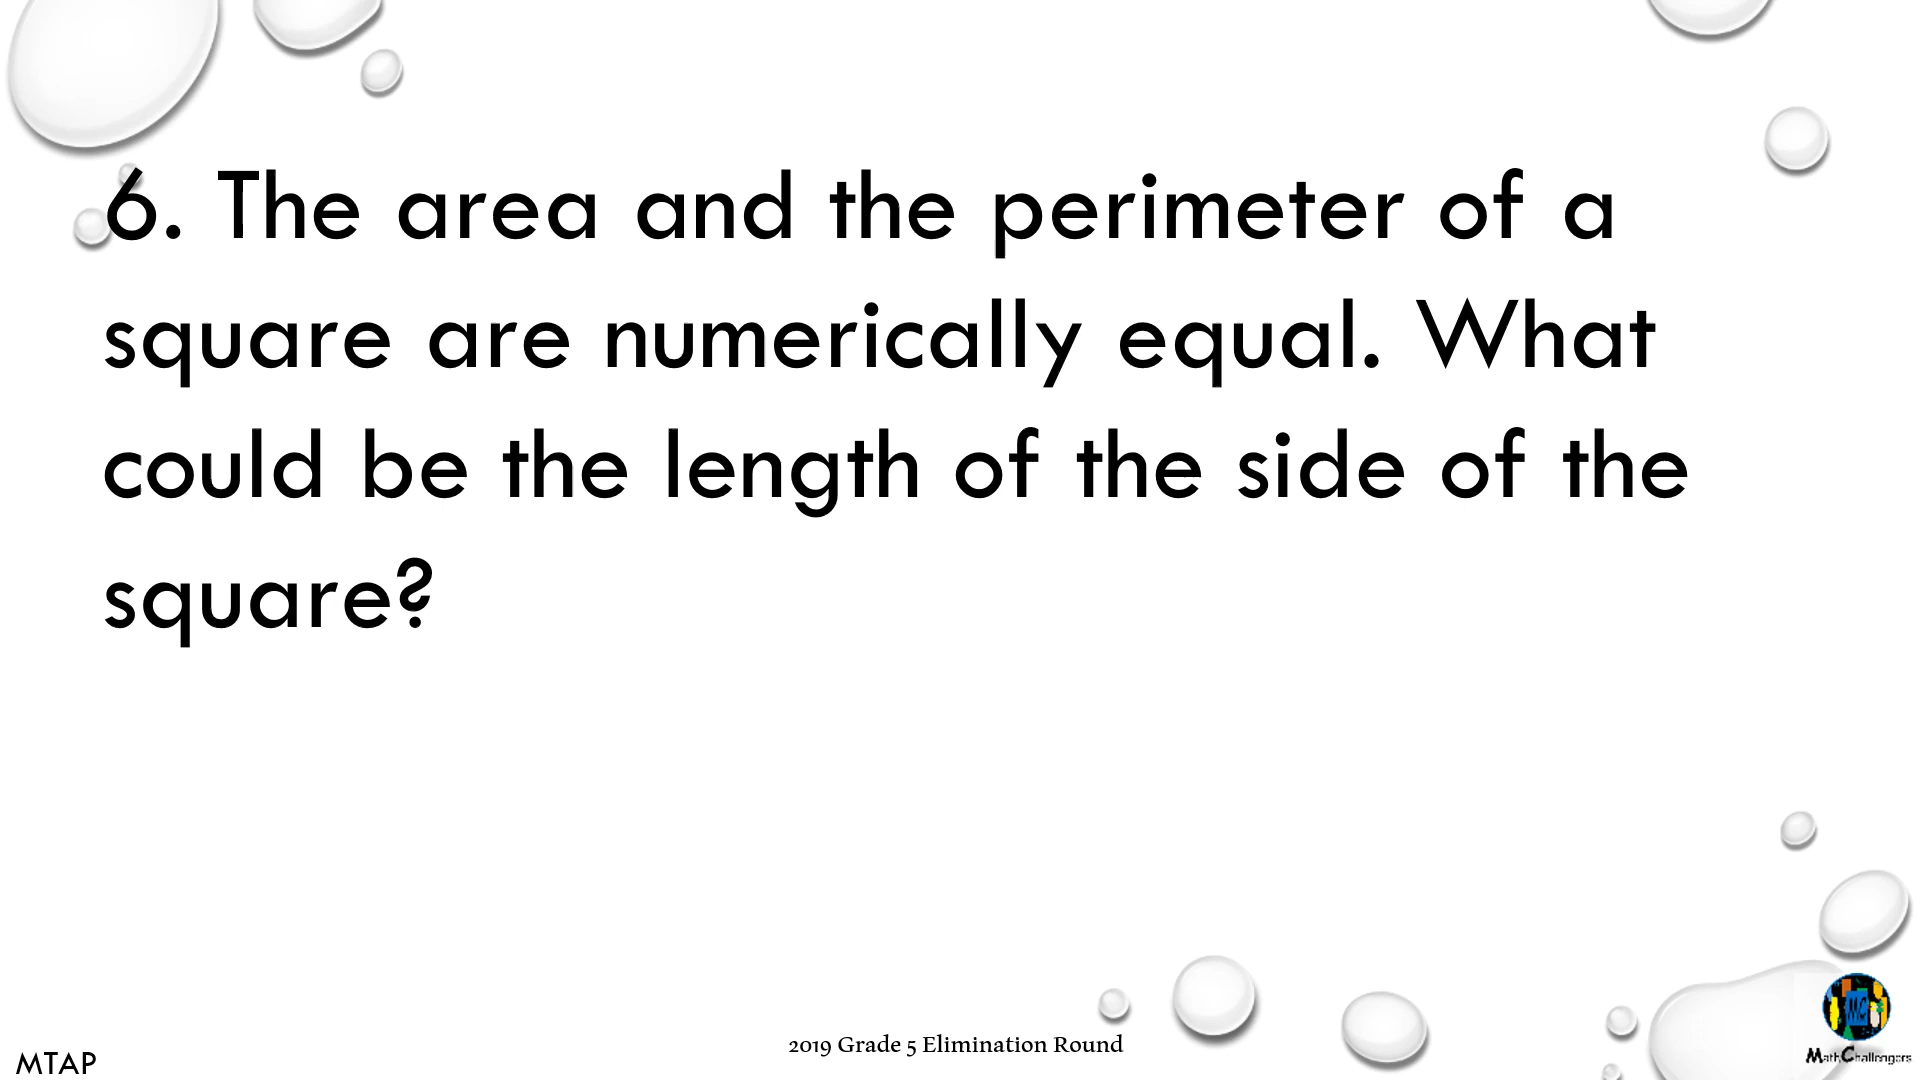 6. The area and the perimeter of a
square are numerically equal. What
could be the length of the side of the
square?
2019 Grade 5 Elimination Round
MTAP
MathChallengers